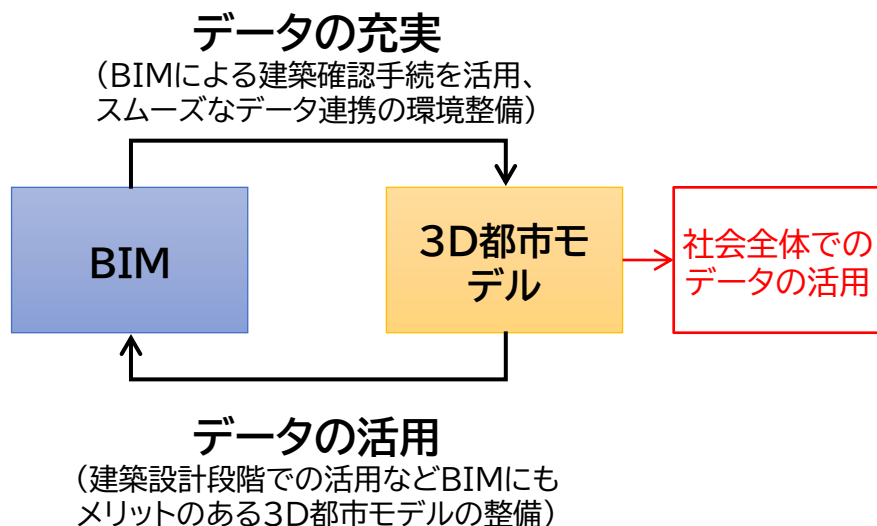 データの充実
（BIMによる建築確認手続を活用、
スムーズなデータ連携の環境整備）
BIM
3D都市モ
デル
社会全体での
データの活用
データの活用
（建築設計段階での活用などBIMにも
メリットのある3D都市モデルの整備）